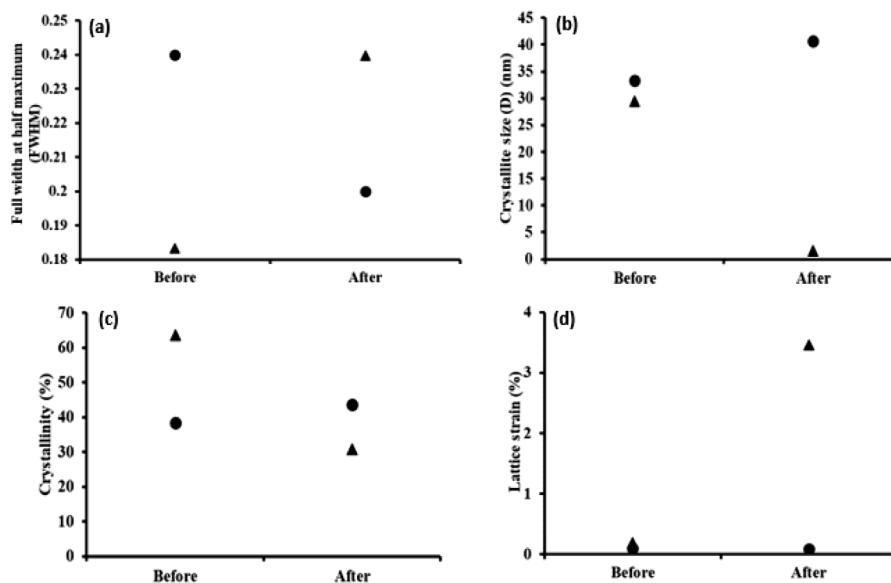 (a)
Full width at half maximum
(FWHM)
0.25
0.24
0.23
0.22
0.21
0.2
0.19
0.18
Before
After
(b)
Crystallite size (D) (nm)
45
40
35
30
25
20
15
10
5
0
Before
After
(c)
Crystallinity (%)
70
60
50
40
30
20
10
0
Before
After
(d)
Lattice strain (%)
4
3
2
1
0
Before
After